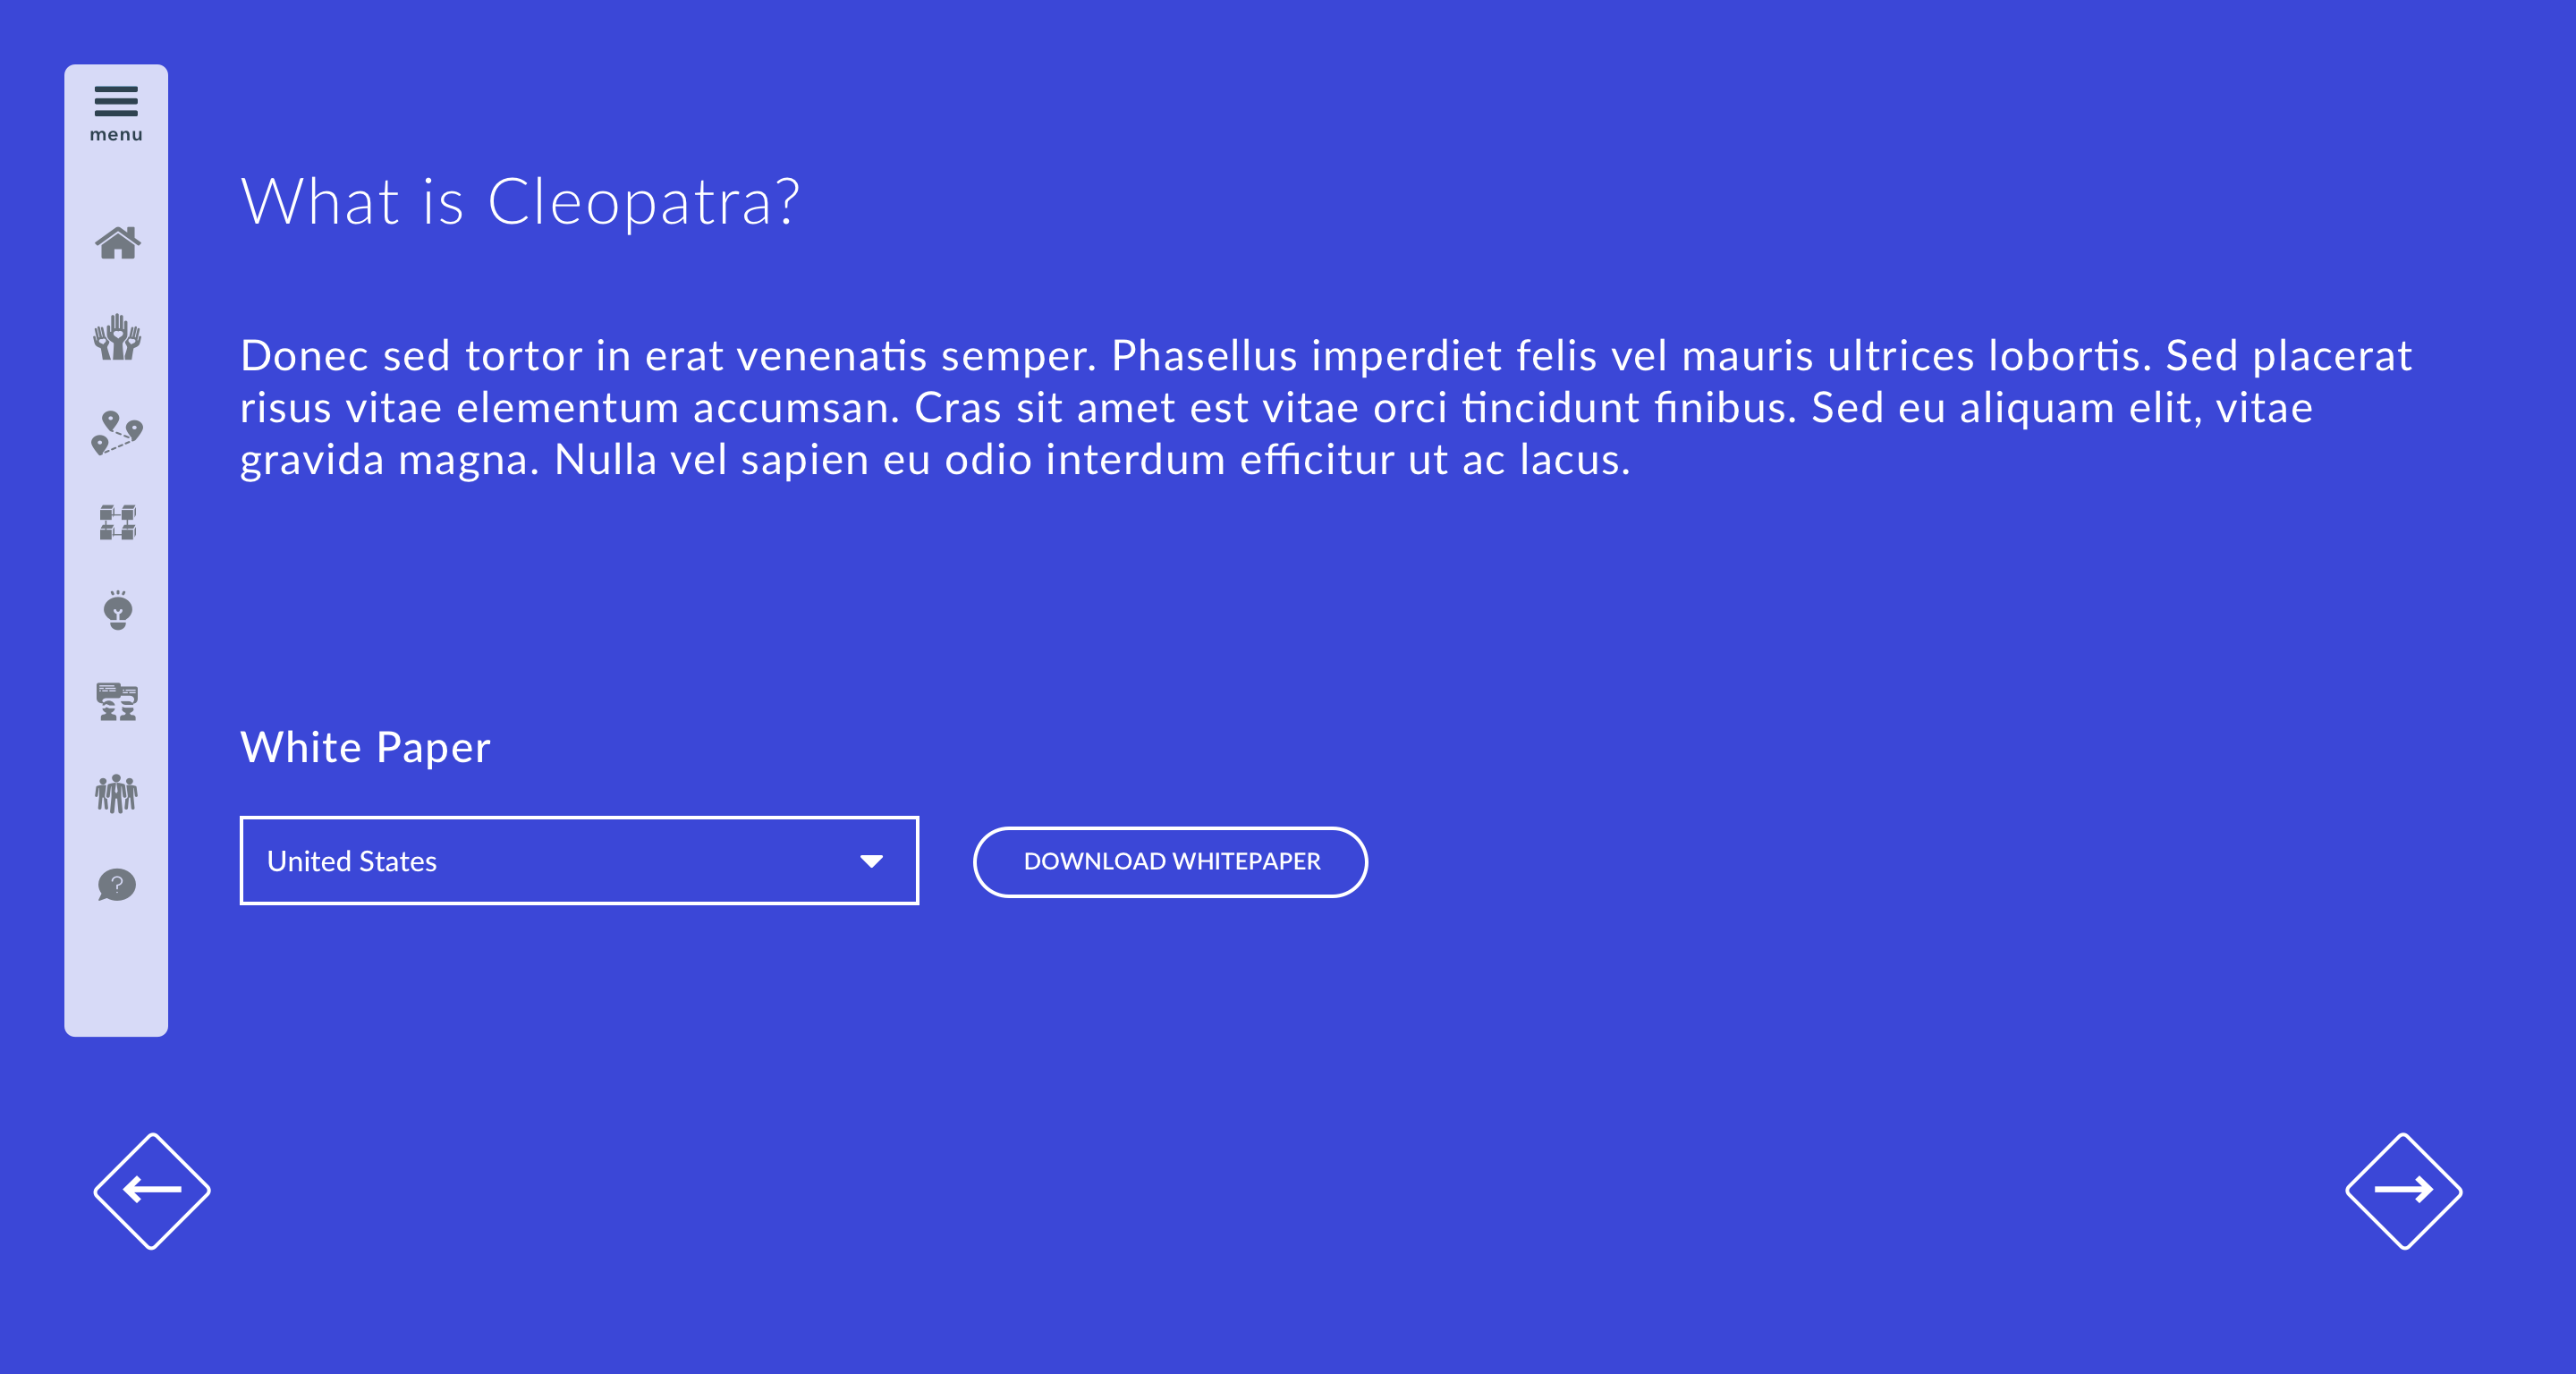 menu
What is Cleopatra?
Donec sed tortor in erat venenatis semper. Phasellus imperdiet felis vel mauris ultrices lobortis. Sed placerat
risus vitae elementum accumsan. Cras sit amet est vitae orci tincidunt finibus. Sed eu aliquam elit, vitae
gravida magna. Nulla vel sapien eu odio interdum efficitur ut ac lacus.
White Paper
United States
DOWNLOAD WHITEPAPER